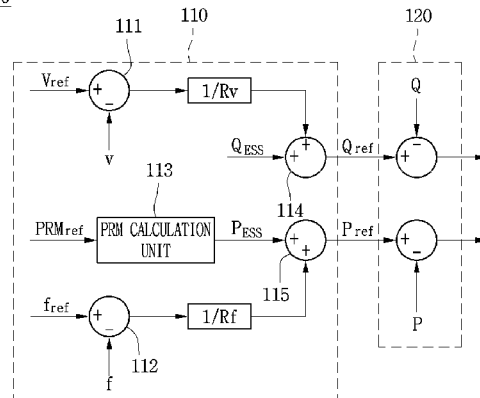 110
120
111
Vref
+
−
1/Rv
v
Q
+
+
−
+
QESS
Qref
114
113
PRMref
PRM CALCULATION
UNIT
PESS
+
+
Pref
+
−
115
fref
+
−
1/Rf
112
f
P